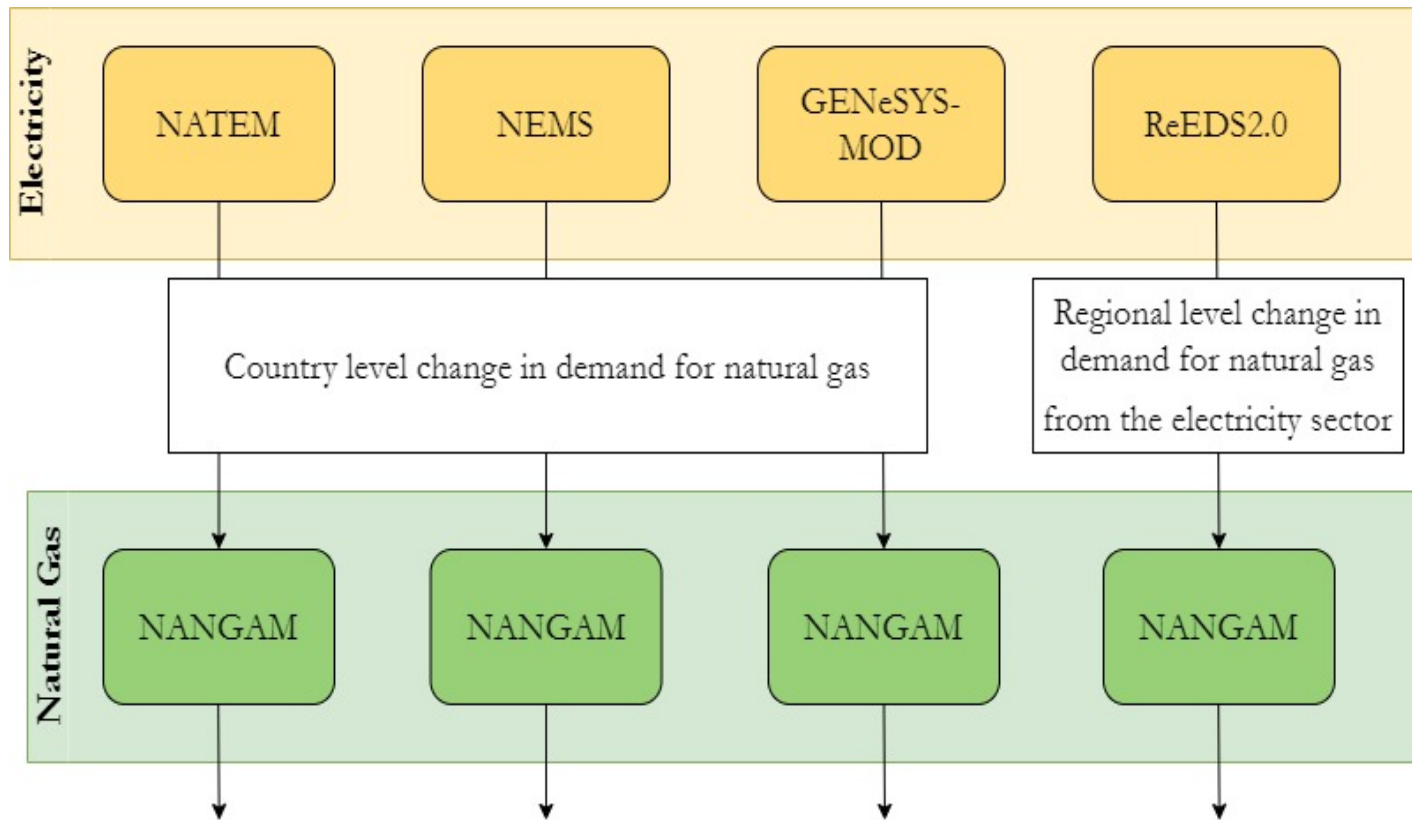 Electricity
NATEM
NEMS
GENeSYS-
MOD
ReEDS2.0
Country level change in demand for natural gas
Regional level change in
demand for natural gas
from the electricity sector
Natural Gas
NANGAM
NANGAM
NANGAM
NANGAM